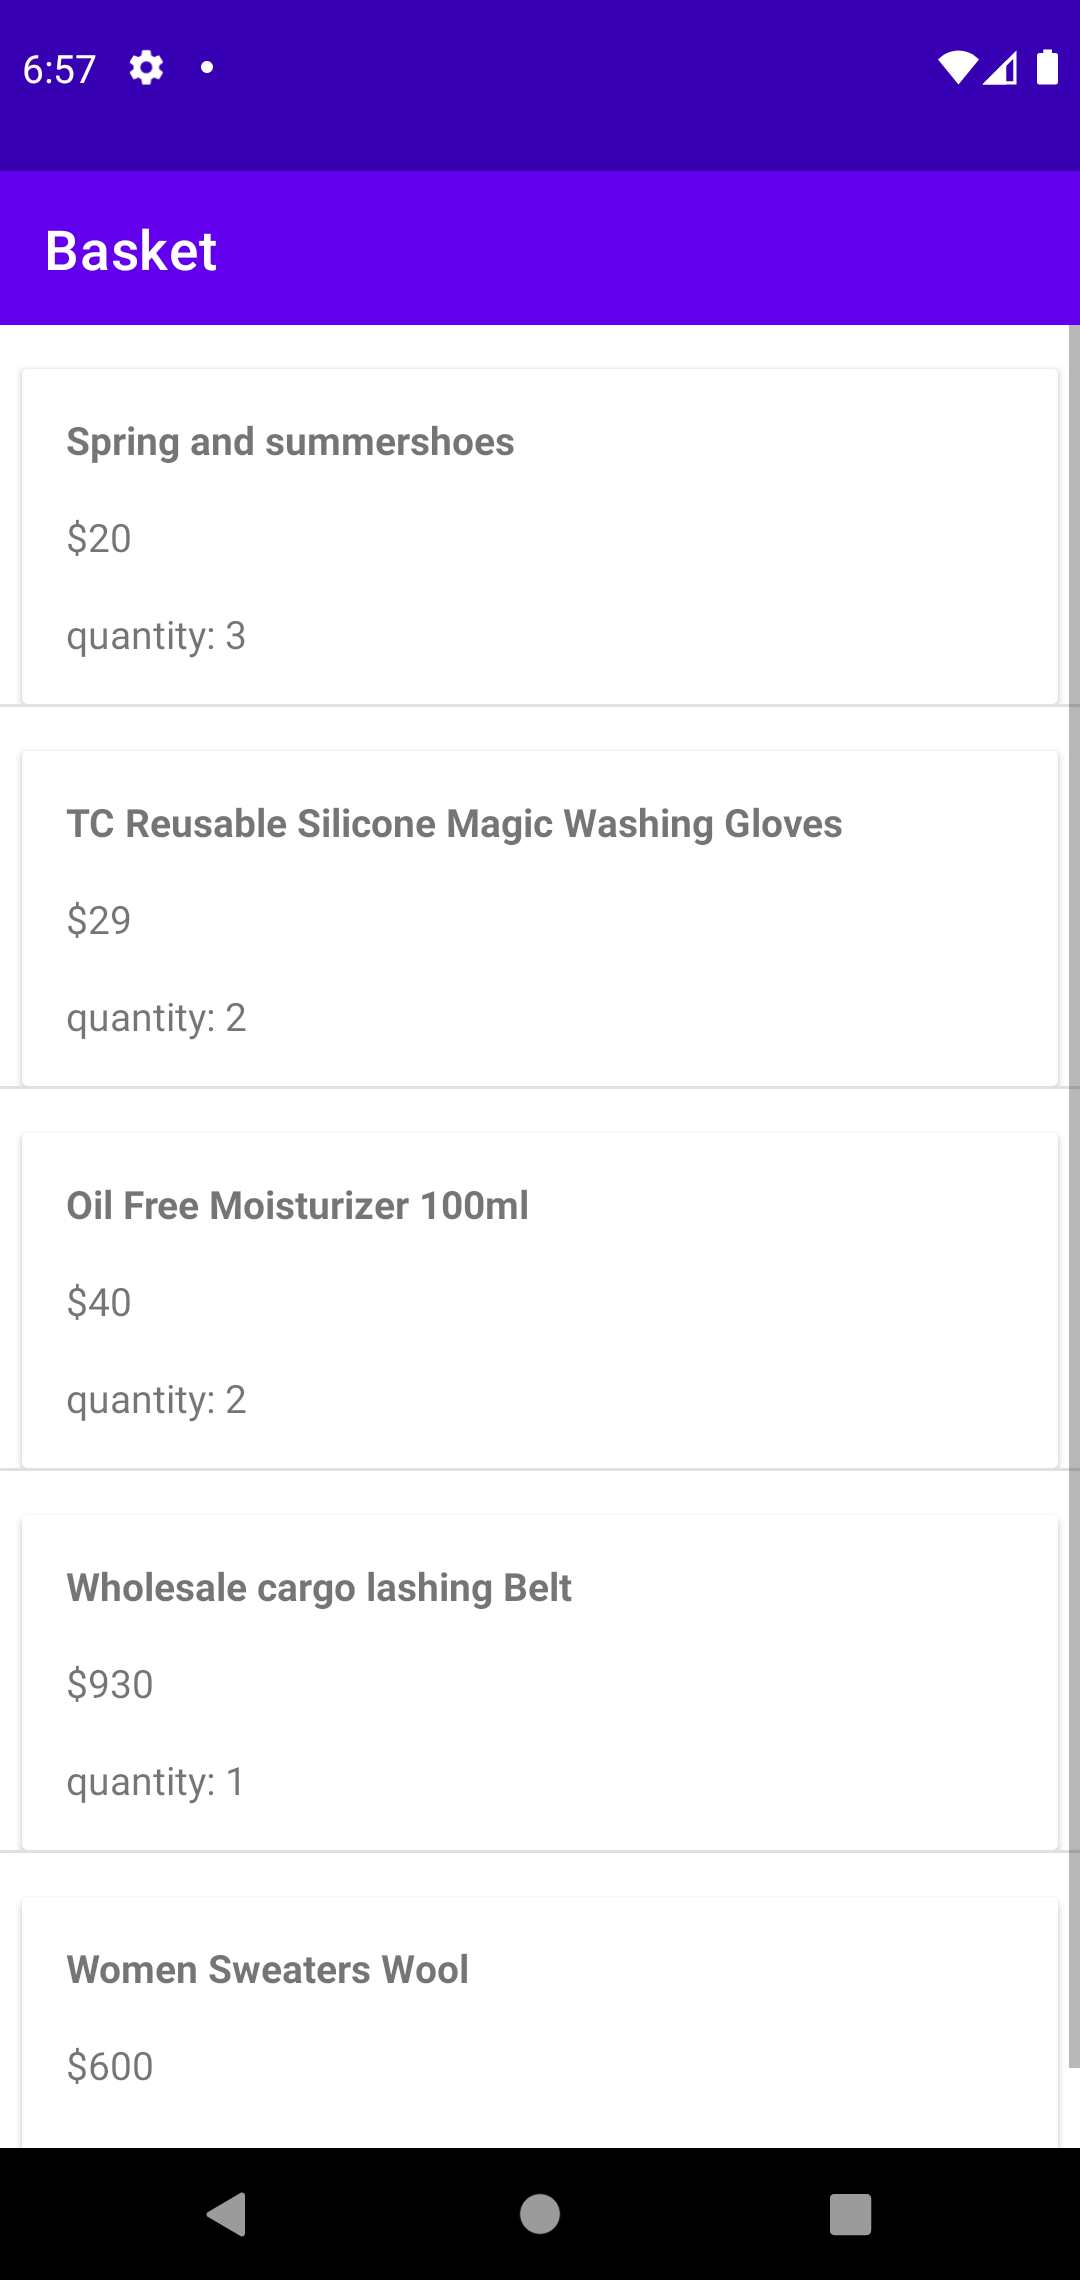 6:57
Basket
Spring and summershoes
$20
quantity: 3
TC Reusable Silicone Magic Washing Gloves
$29
quantity: 2
Oil Free Moisturizer 100ml
$40
quantity: 2
Wholesale cargo lashing Belt
$930
quantity: 1
Women Sweaters Wool
$600